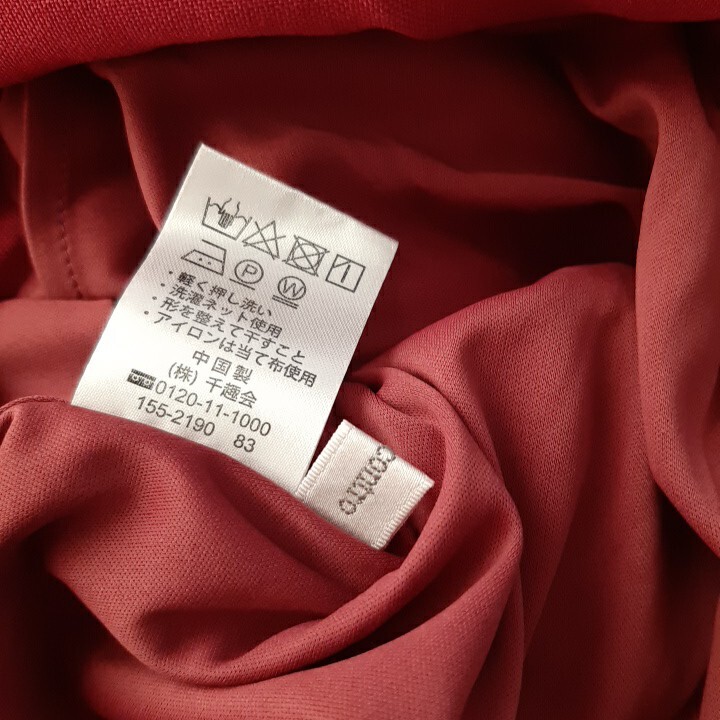 P W
・軽く押し洗い
・洗濯ネット使用
・形を整えて干すこと
・アイロンは当て布使用
中国製
(株) 千趣会
0120-11-1000
155-2190 83